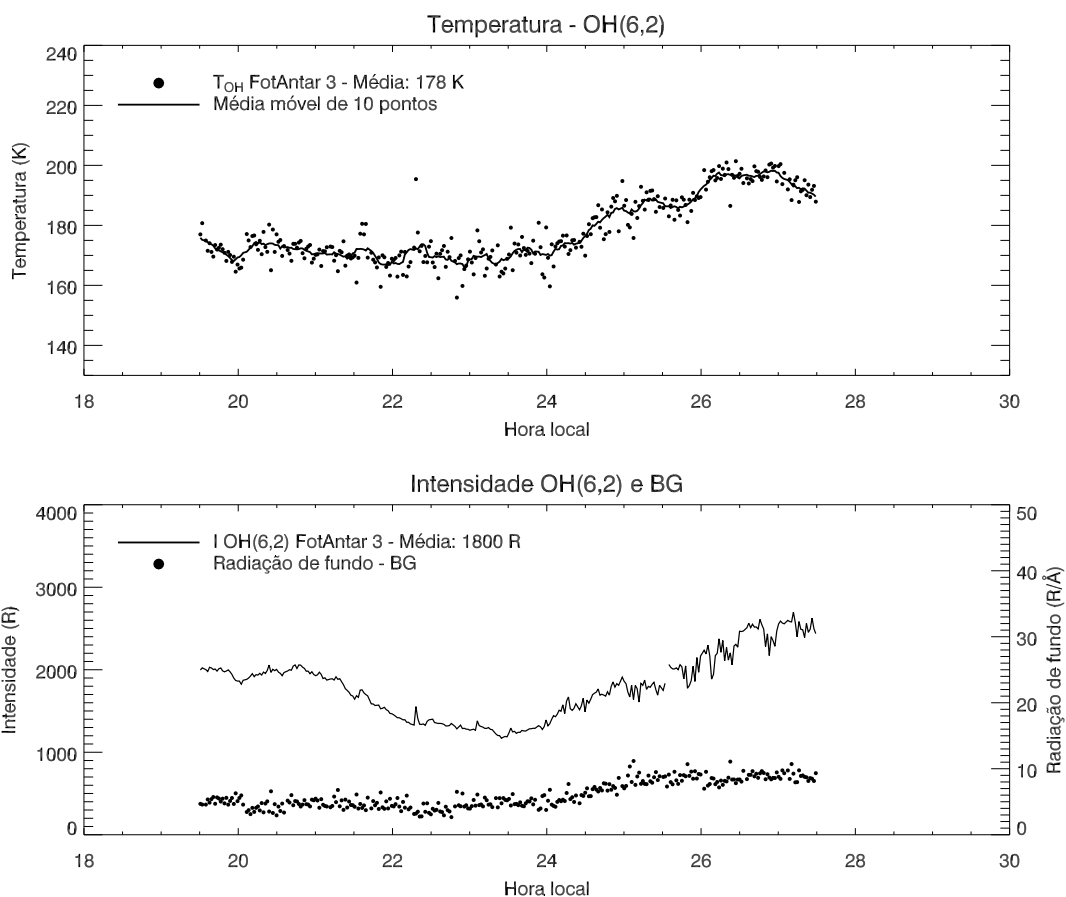 Temperatura - OH(6,2)
240
220
200
180
160
140
Temperatura (K)
T_OH FotAntar 3 - Média: 178 K
Média móvel de 10 pontos
18 20 22 24 26 28 30
Hora local
Intensidade OH(6,2) e BG
4000
3000
2000
1000
0
Intensidade (R)
I OH(6,2) FotAntar 3 - Média: 1800 R
Radiação de fundo - BG
50
40
30
20
10
0
Radiação de fundo (R/Å)
18 20 22 24 26 28 30
Hora local